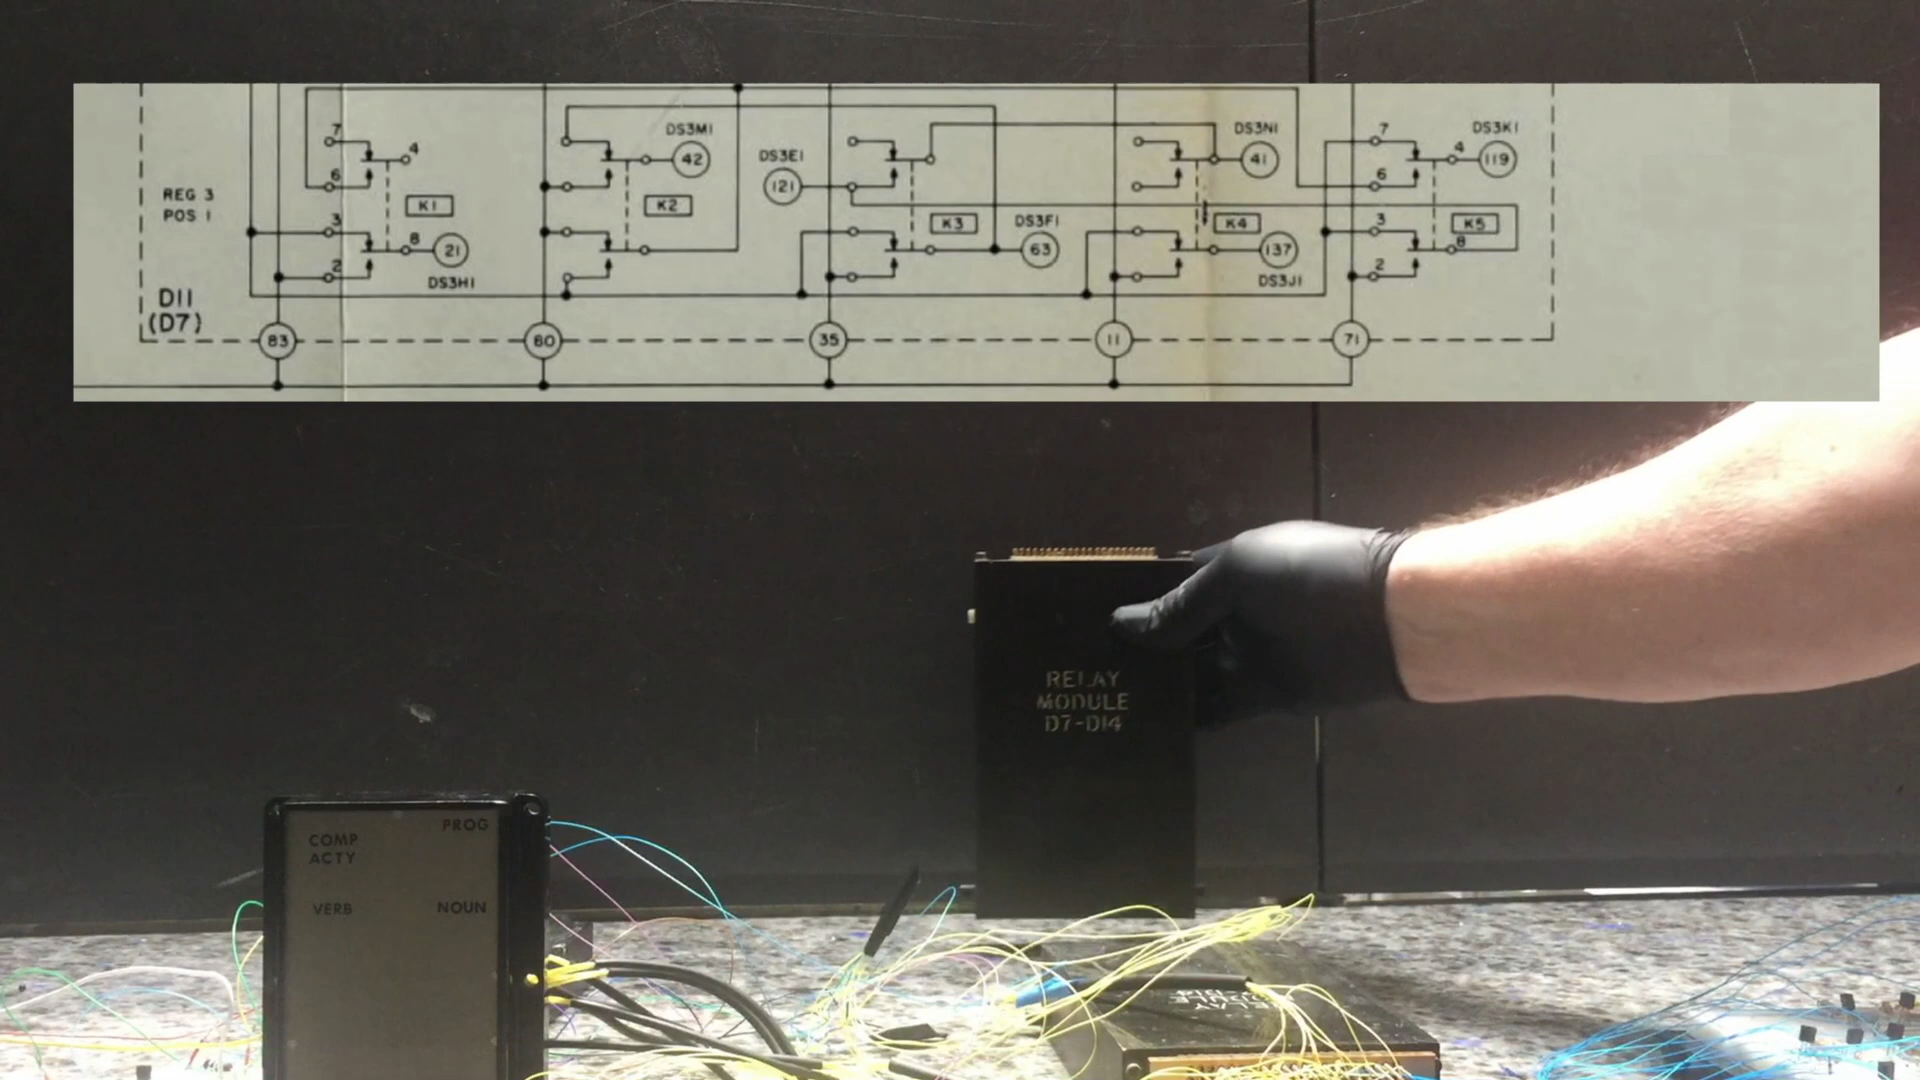 DS3M1
DS3N1
DS3K1
7
4
7
4
42
DS3E1
41
119
121
6
6
REG 3
POS 1
K1
K2
K3
DS3F1
K4
K5
3
3
8
21
63
137
8
2
2
DS3H1
DS3J1
D11
(D7)
83
60
35
11
71
RELAY
MODULE
D7-D14
PROG
COMP
ACTY
VERB
NOUN